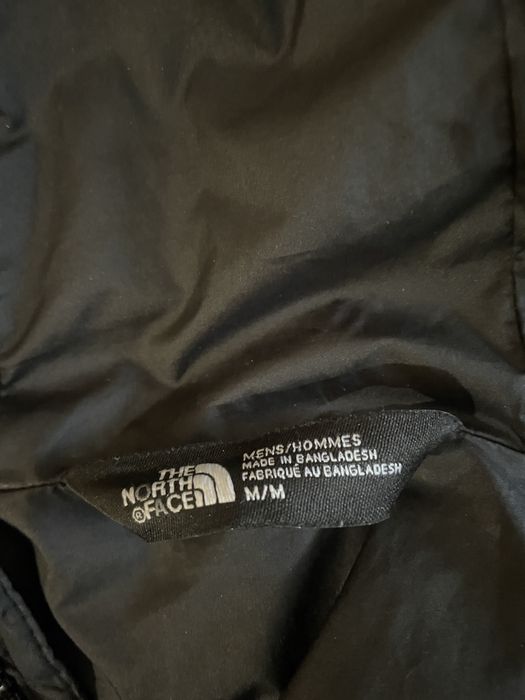 THE
NORTH
FACE®
MENS/HOMMES
MADE IN BANGLADESH
FABRIQUÉ AU BANGLADESH
M/M